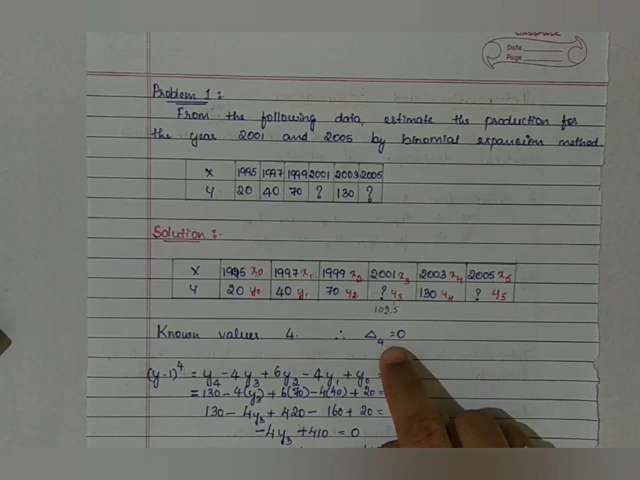 CLASSMATE
Date
Page
Problem 1:
From the following data, estimate the production for
the year 2001 and 2005 by binomial expansion method
X 1995 1997 1999 2001 2003 2005
Y 20 40 70 ? 130 ?
Solution:-
X 1995 x₀ 1997 x₁ 1999 x₂ 2001 x₃ 2003 x₄ 2005 x₅
Y 20 y₀ 40 y₁ 70 y₂ ? y₃ 130 y₄ ? y₅
102.5
Known values 4. ∴ Δ₄ = 0
(y-1)⁴ = y₄ - 4y₃ + 6y₂ - 4y₁ + y₀ =
= 130 - 4(y₃) + 6(70) - 4(40) + 20 =
130 - 4y₃ + 420 - 160 + 20 =
-4y₃ + 410 = 0